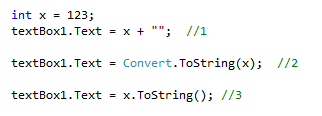 int x = 123;
textBox1.Text = x + "";  //1
textBox1.Text = Convert.ToString(x);  //2
textBox1.Text = x.ToString(); //3